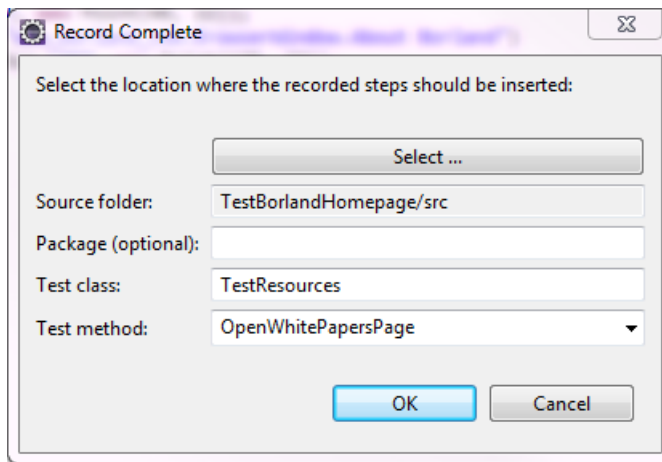 Record Complete
Select the location where the recorded steps should be inserted:
Select ...
Source folder: TestBorlandHomepage/src
Package (optional):
Test class: TestResources
Test method: OpenWhitePapersPage
OK Cancel